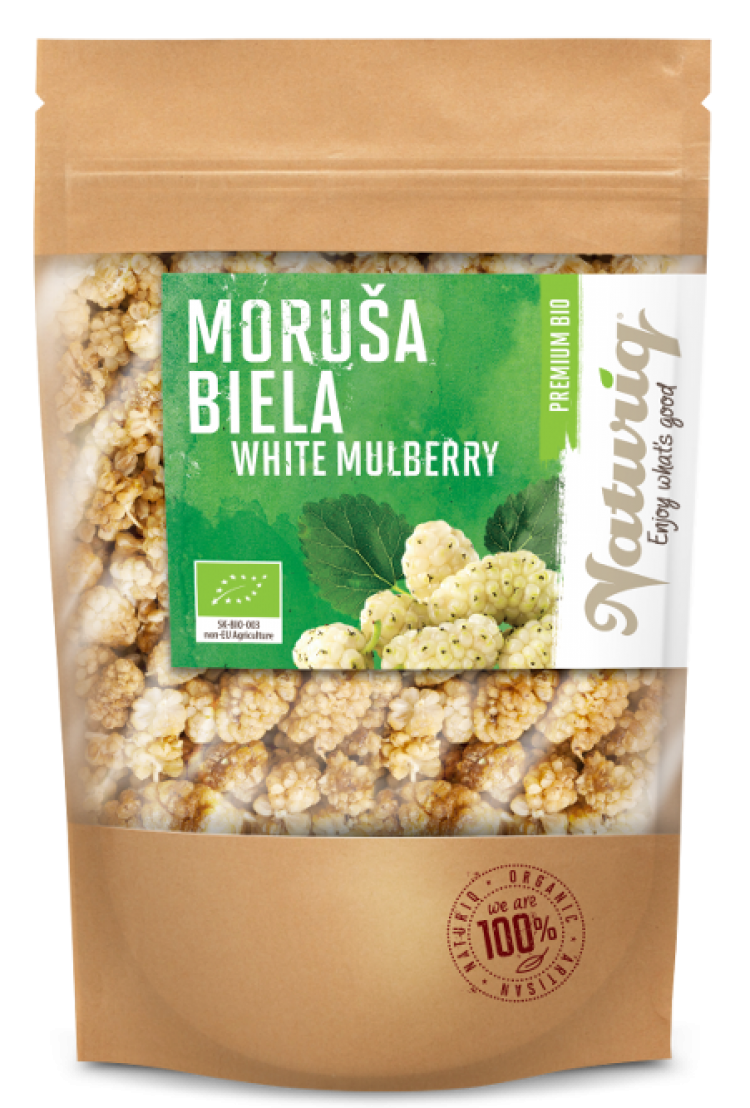 MORUŠA
BIELA
WHITE MULBERRY
PREMIUM BIO
Naturiq®
Enjoy what's good
SK-BIO-003
non-EU Agriculture
NATURIQ • ORGANIC • ARTISAN •
we are
100%